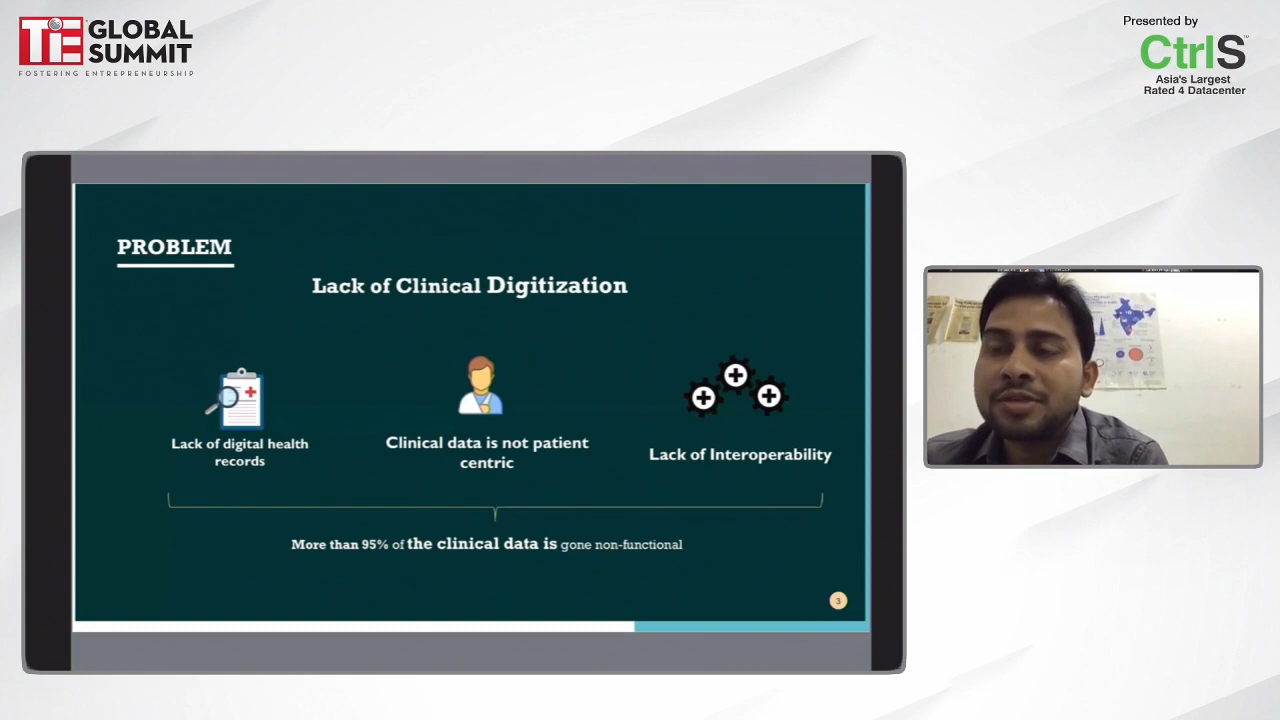 TiE GLOBAL
SUMMIT
FOSTERING ENTREPRENEURSHIP
Presented by
CtrlS™
Asia's Largest
Rated 4 Datacenter
PROBLEM
Lack of Clinical Digitization
Lack of digital health
records
Clinical data is not patient
centric
Lack of Interoperability
More than 95% of the clinical data is gone non-functional
3